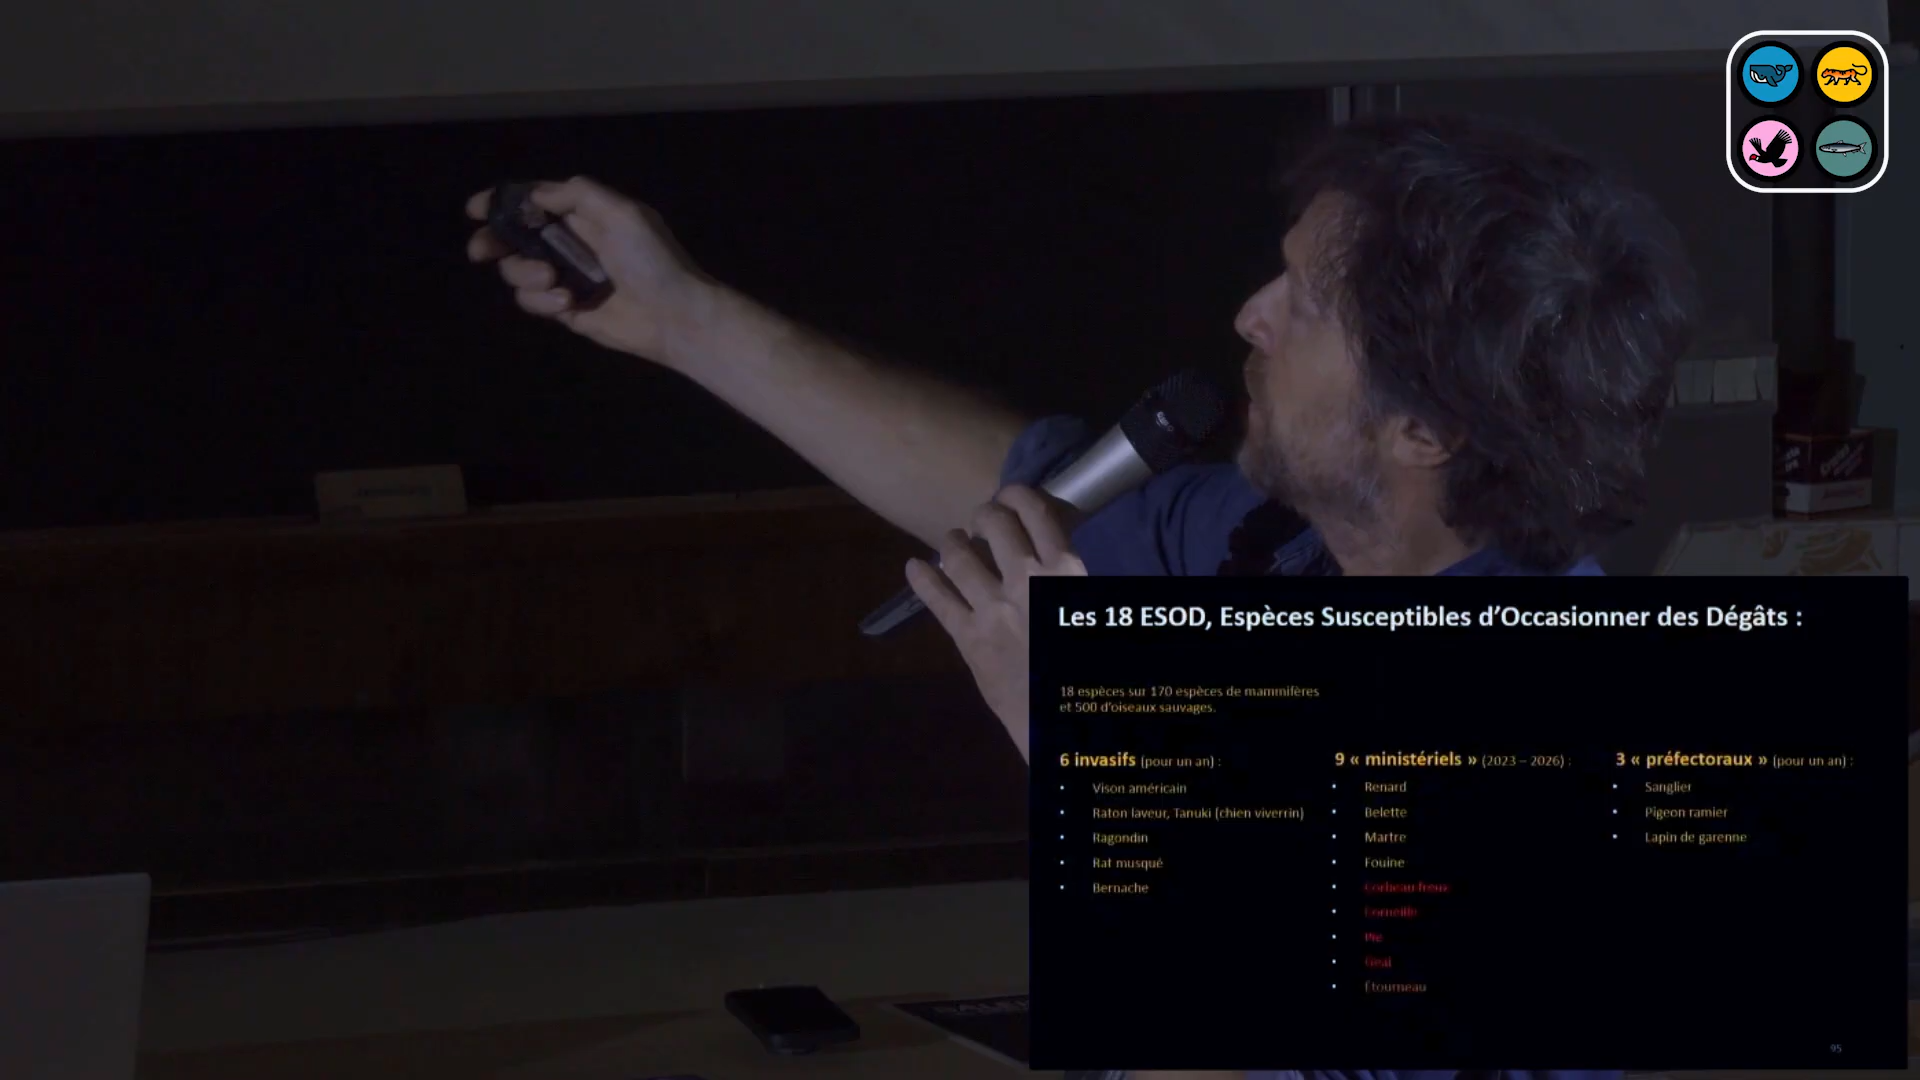 Les 18 ESOD, Espèces Susceptibles d'Occasionner des Dégâts :
18 espèces sur 170 espèces de mammifères
et 500 d'oiseaux sauvages.
6 invasifs (pour un an) :
• Vison américain
• Raton laveur, Tanuki (chien viverrin)
• Ragondin
• Rat musqué
• Bernache
9 « ministériels » (2023 – 2026) :
• Renard
• Belette
• Martre
• Fouine
• Corbeau freux
• Corneille
• Pie
• Geai
• Étourneau
3 « préfectoraux » (pour un an) :
• Sanglier
• Pigeon ramier
• Lapin de garenne
95